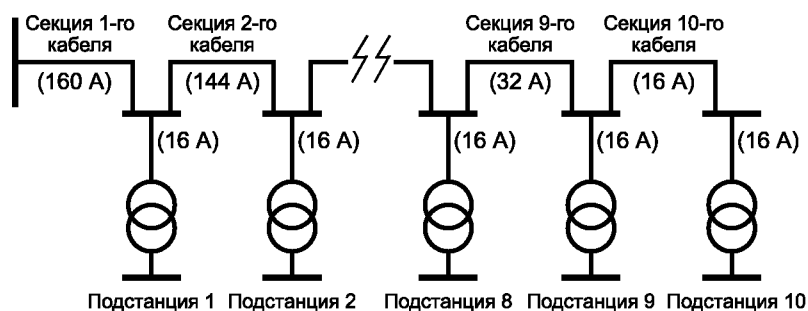 Секция 1-го кабеля
Секция 2-го кабеля
Секция 9-го кабеля
Секция 10-го кабеля
(160 А)
(144 А)
(32 А)
(16 А)
(16 А)
(16 А)
(16 А)
(16 А)
(16 А)
Подстанция 1
Подстанция 2
Подстанция 8
Подстанция 9
Подстанция 10